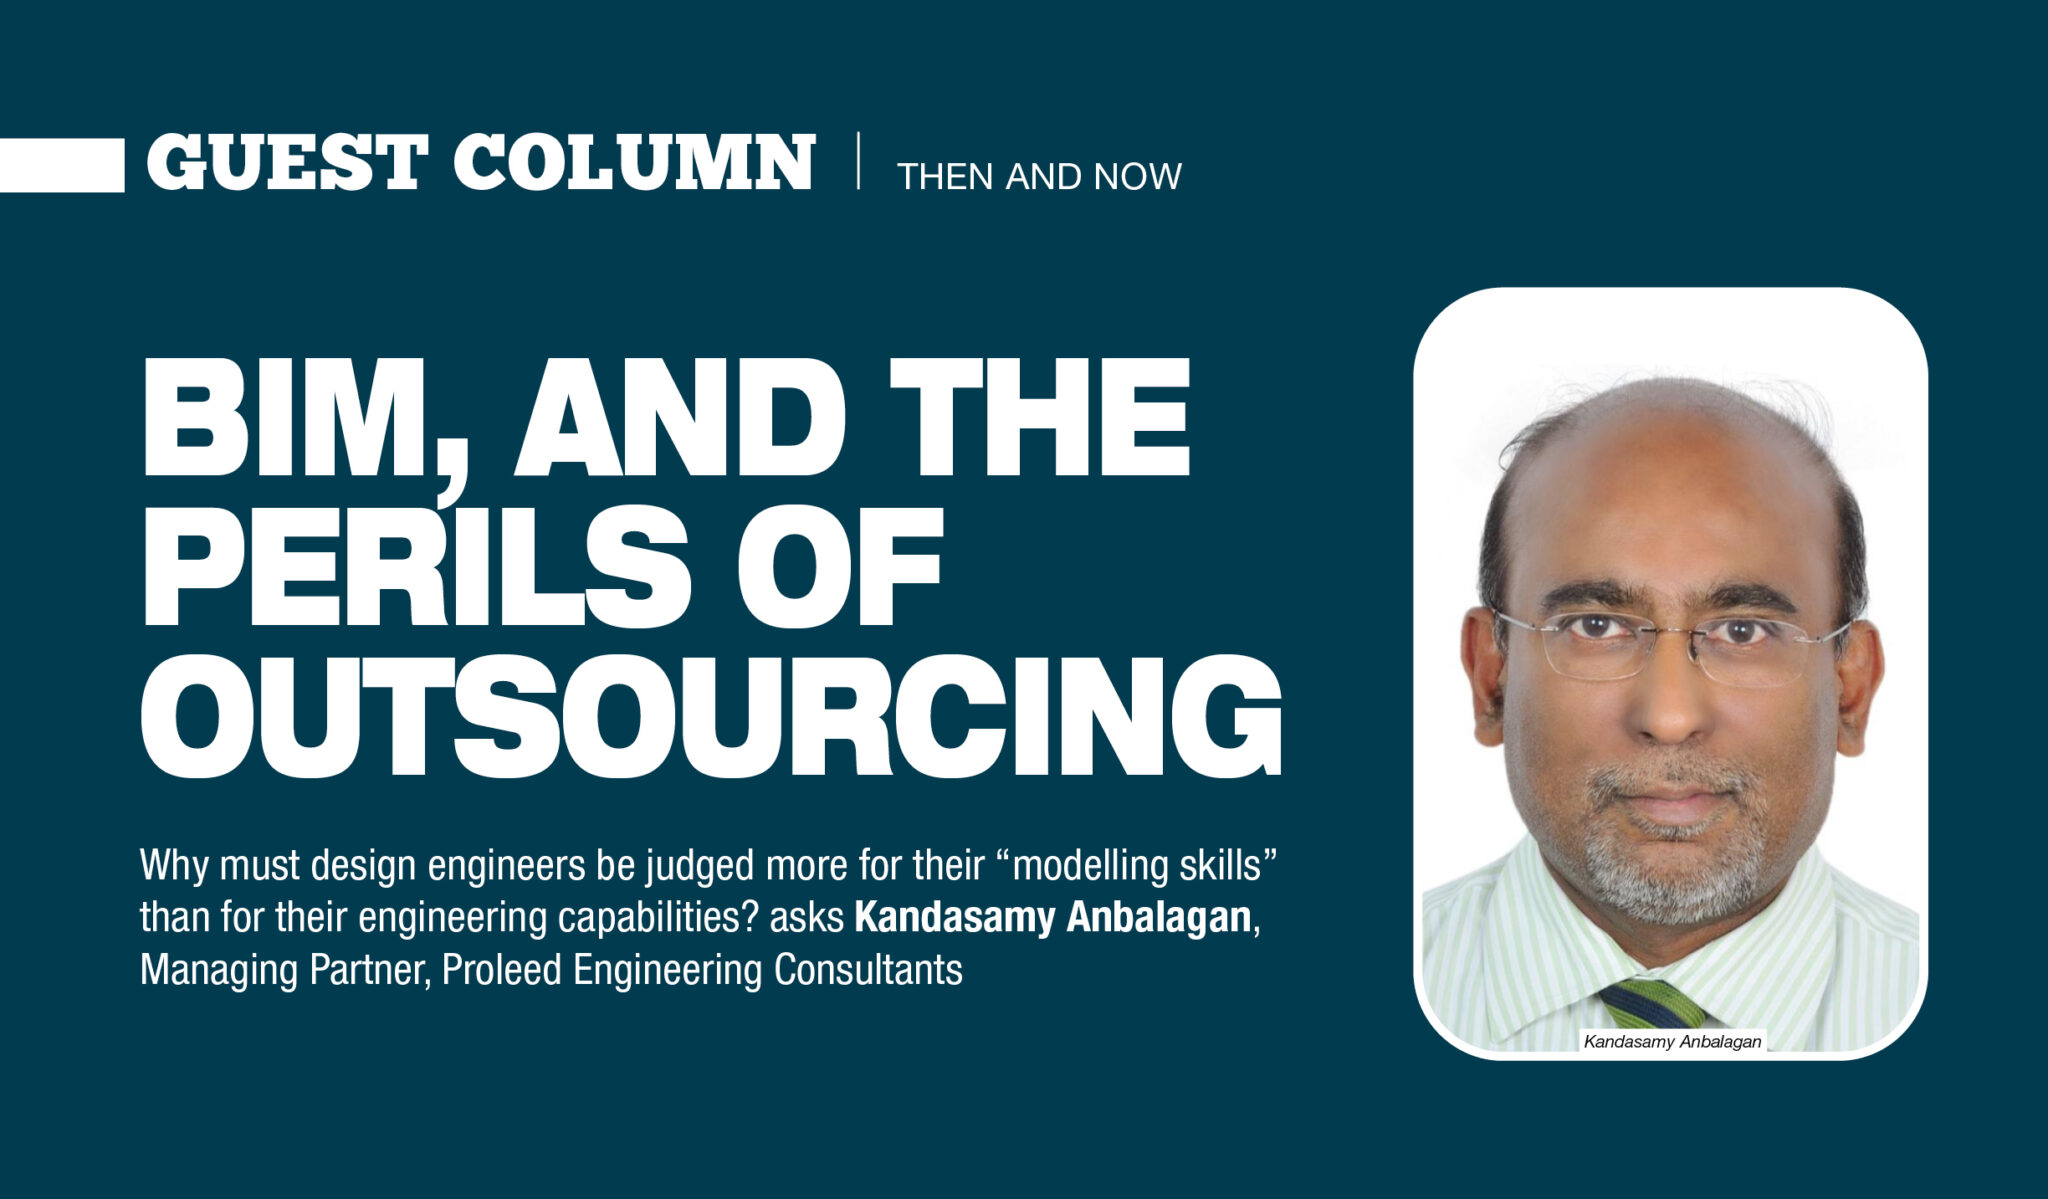 GUEST COLUMN
THEN AND NOW
BIM, AND THE
PERILS OF
OUTSOURCING
Why must design engineers be judged more for their “modelling skills”
than for their engineering capabilities? asks Kandasamy Anbalagan,
Managing Partner, Proleed Engineering Consultants
Kandasamy Anbalagan